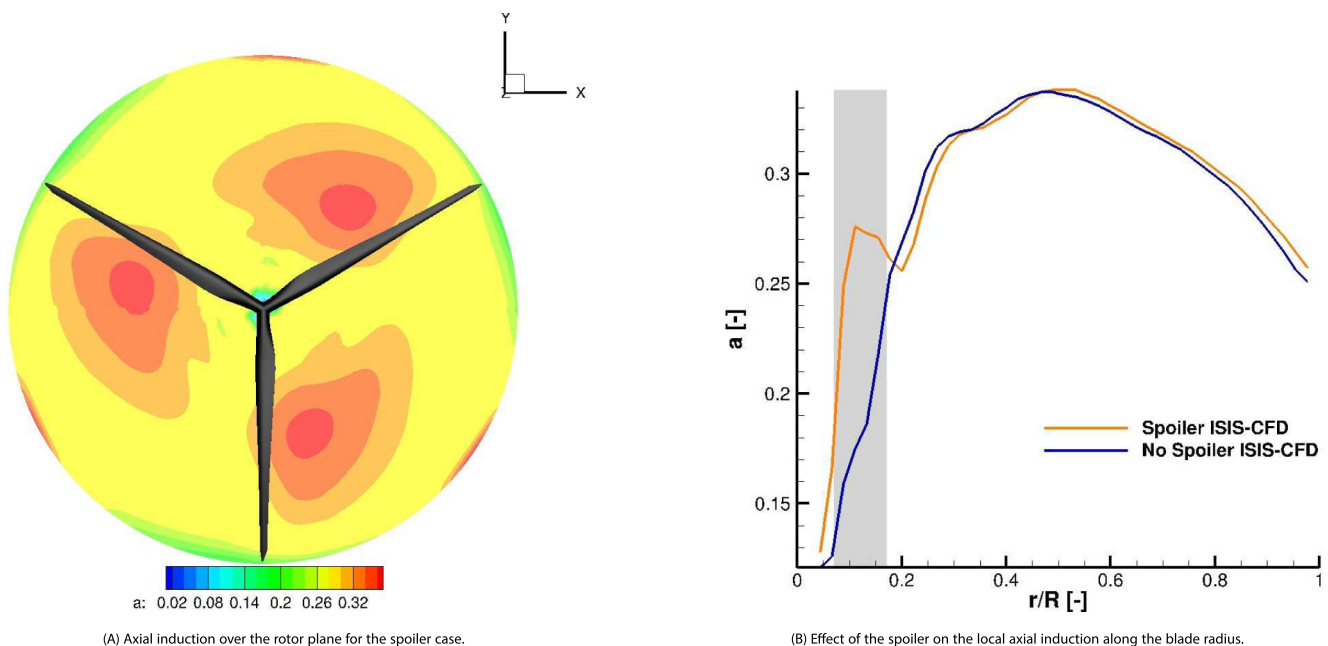 Y
X
Z
a: 0.02 0.08 0.14 0.2 0.26 0.32
(A) Axial induction over the rotor plane for the spoiler case.
a [-]
0.3
0.25
0.2
0.15
Spoiler ISIS-CFD
No Spoiler ISIS-CFD
0 0.2 0.4 0.6 0.8 1
r/R [-]
(B) Effect of the spoiler on the local axial induction along the blade radius.